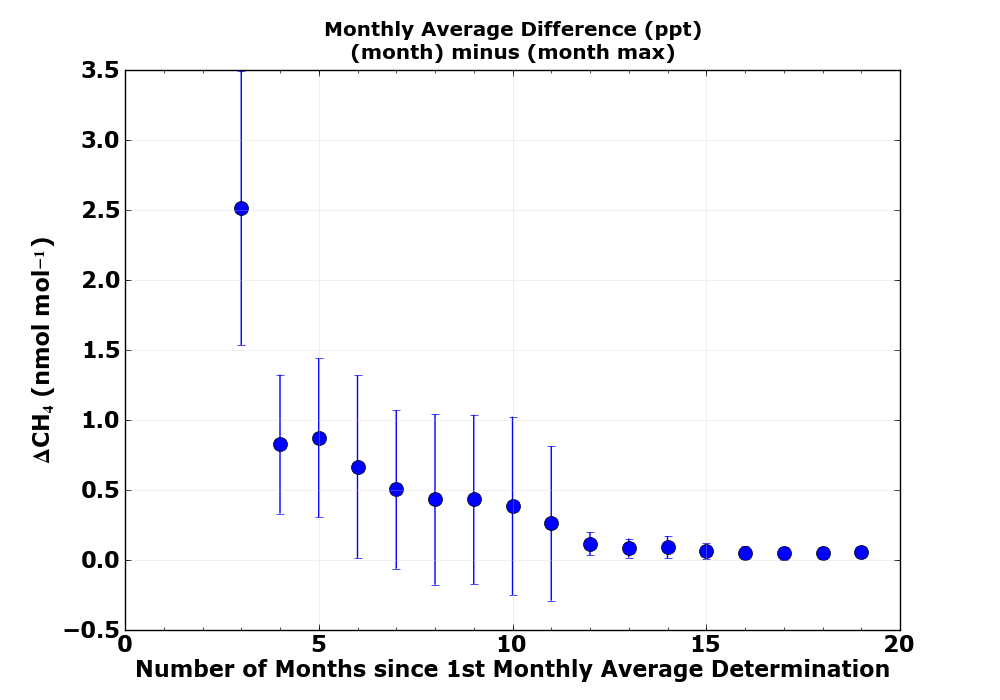 Monthly Average Difference (ppt)
(month) minus (month max)
3.5
3.0
2.5
2.0
1.5
1.0
0.5
0.0
−0.5
ΔCH₄ (nmol mol⁻¹)
0 5 10 15 20
Number of Months since 1st Monthly Average Determination